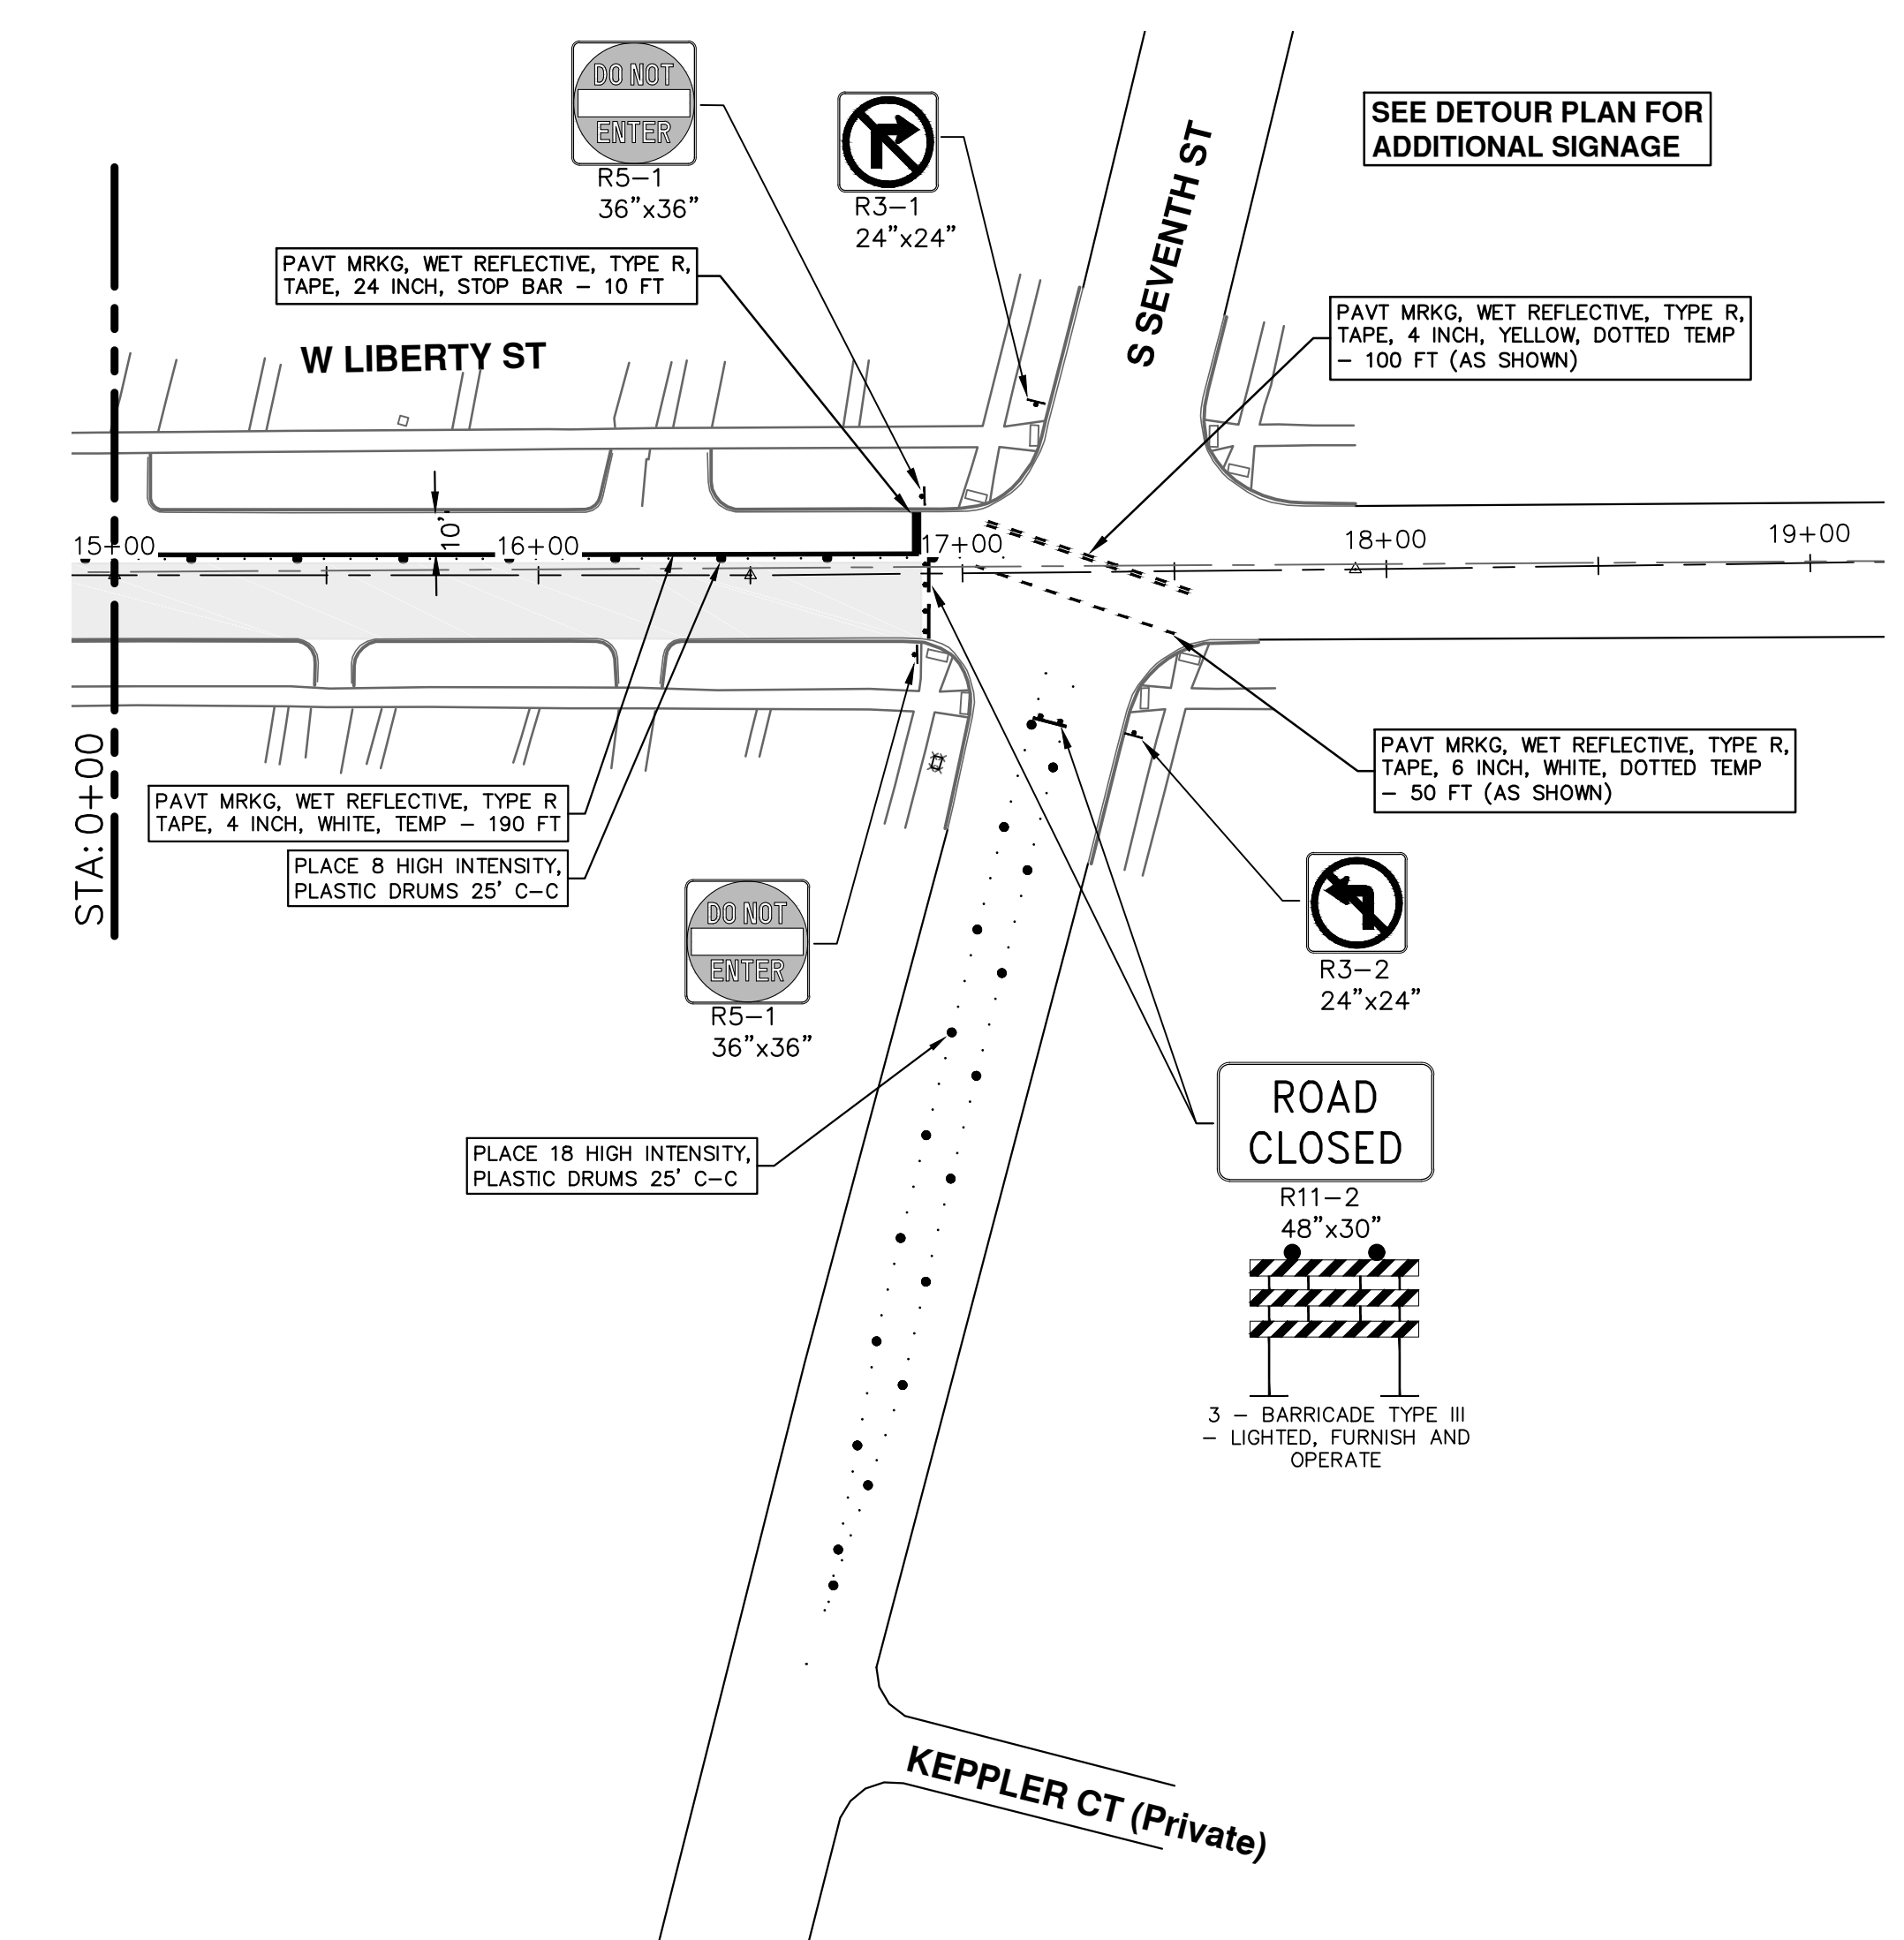 DO NOT
ENTER
R5-1
36"x36"
R3-1
24"x24"
SEE DETOUR PLAN FOR
ADDITIONAL SIGNAGE
S SEVENTH ST
PAVT MRKG, WET REFLECTIVE, TYPE R,
TAPE, 24 INCH, STOP BAR – 10 FT
W LIBERTY ST
PAVT MRKG, WET REFLECTIVE, TYPE R,
TAPE, 4 INCH, YELLOW, DOTTED TEMP
– 100 FT (AS SHOWN)
10'
15+00
16+00
17+00
18+00
19+00
STA: 0+00
PAVT MRKG, WET REFLECTIVE, TYPE R
TAPE, 4 INCH, WHITE, TEMP – 190 FT
PLACE 8 HIGH INTENSITY,
PLASTIC DRUMS 25' C–C
PAVT MRKG, WET REFLECTIVE, TYPE R,
TAPE, 6 INCH, WHITE, DOTTED TEMP
– 50 FT (AS SHOWN)
DO NOT
ENTER
R5-1
36"x36"
R3-2
24"x24"
PLACE 18 HIGH INTENSITY,
PLASTIC DRUMS 25' C–C
ROAD
CLOSED
R11-2
48"x30"
3 – BARRICADE TYPE III
– LIGHTED, FURNISH AND
OPERATE
KEPPLER CT (Private)